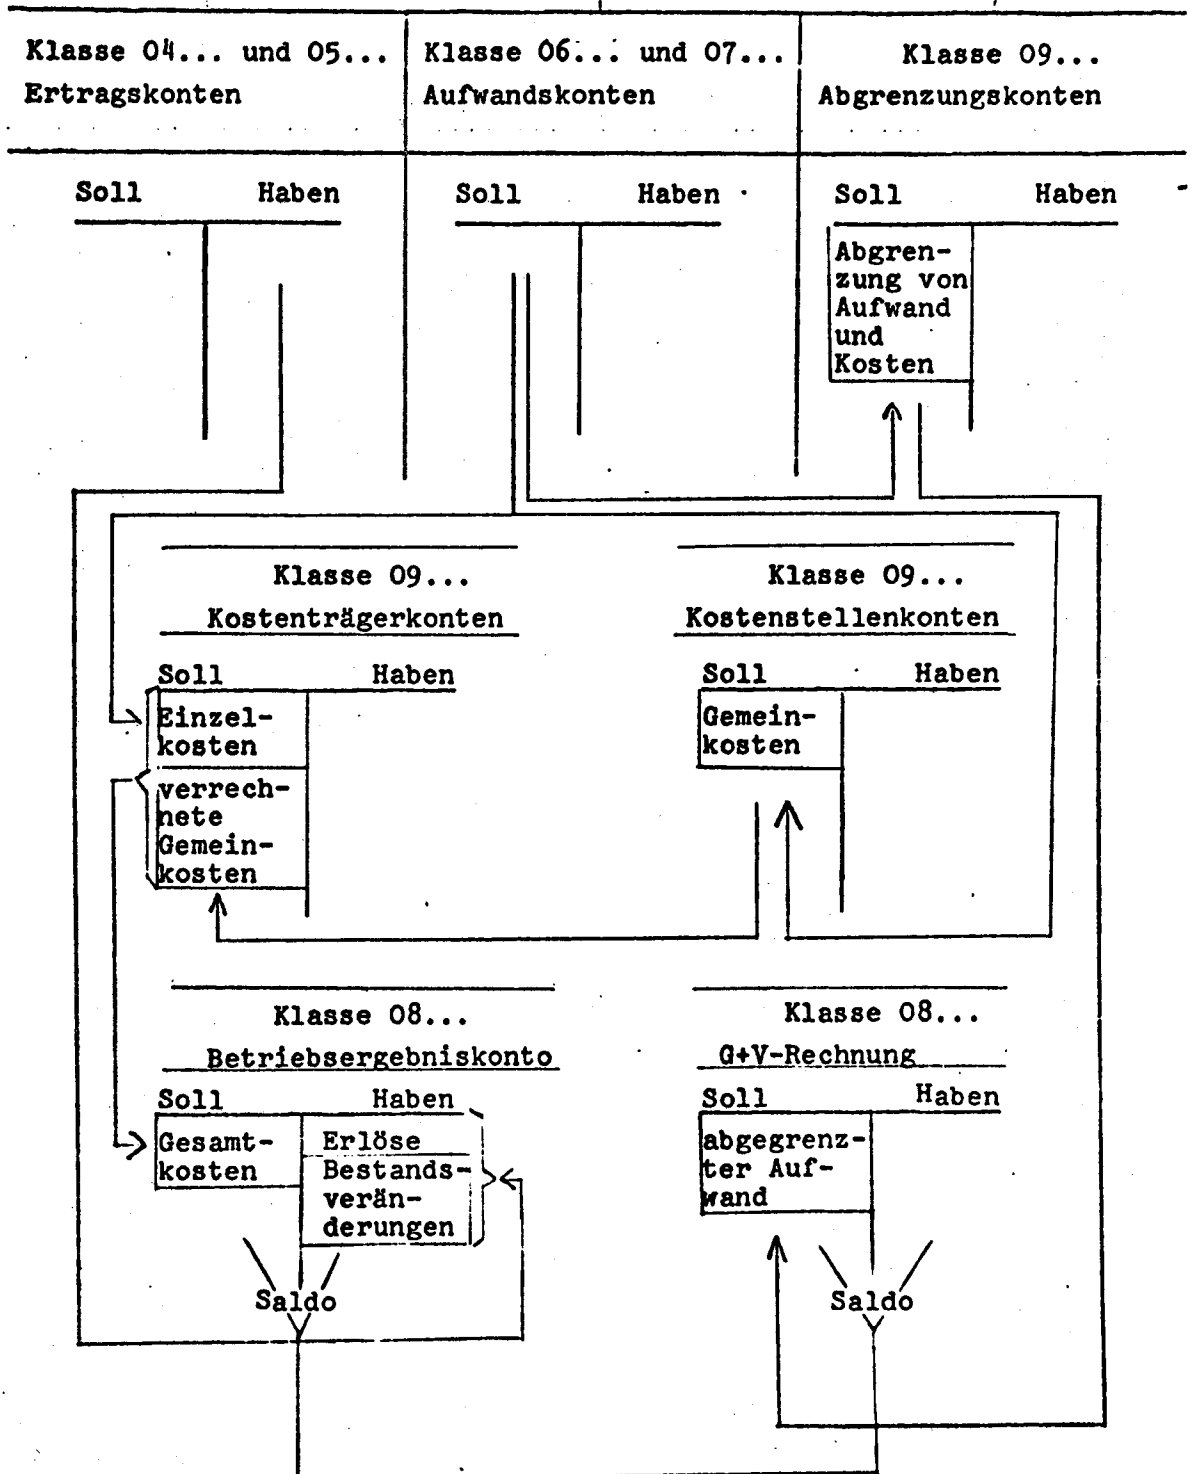 Klasse 04... und 05...
Ertragskonten
Klasse 06... und 07...
Aufwandskonten
Klasse 09...
Abgrenzungskonten
Soll Haben
Soll Haben
Soll Haben
Abgren-
zung von
Aufwand
und
Kosten
Klasse 09...
Kostenträgerkonten
Klasse 09...
Kostenstellenkonten
Soll Haben
Einzel-
kosten
verrech-
nete
Gemein-
kosten
Soll Haben
Gemein-
kosten
Klasse 08...
Betriebsergebniskonto
Klasse 08...
G+V-Rechnung
Soll Haben
Gesamt-
kosten
Erlöse
Bestands-
verän-
derungen
Saldo
Soll Haben
abgegrenz-
ter Auf-
wand
Saldo